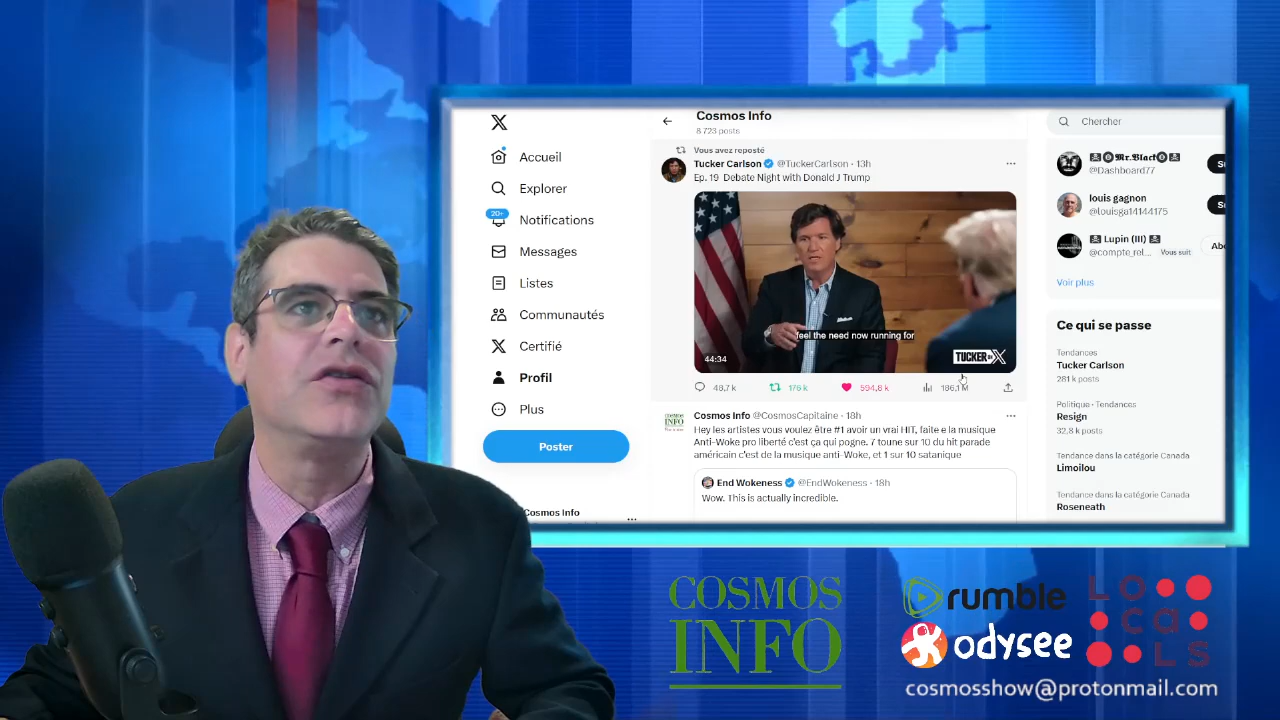 Cosmos Info
8 723 posts
Chercher
Accueil
Explorer
20+
Notifications
Messages
Listes
Communautés
Certifié
Profil
Plus
Poster
Cosmos Info
Vous avez reposté
Tucker Carlson @TuckerCarlson · 13h
Ep. 19 Debate Night with Donald J Trump
feel the need now running for
44:34
TUCKER on X
48,7 k 176 k 594,8 k 186,1 M
Cosmos Info @CosmosCapitaine · 18h
Hey les artistes vous voulez être #1 avoir un vrai HIT, faite e la musique
Anti-Woke pro liberté c'est ça qui pogne. 7 toune sur 10 du hit parade
américain c'est de la musique anti-Woke, et 1 sur 10 satanique
End Wokeness @EndWokeness · 18h
Wow. This is actually incredible.
@Dashboard77
louis gagnon
@louisga14144175
Lupin (III)
@compte_rel... Vous suit
Voir plus
Ce qui se passe
Tendances
Tucker Carlson
281 k posts
Politique · Tendances
Resign
32,8 k posts
Tendance dans la catégorie Canada
Limoilou
Tendance dans la catégorie Canada
Roseneath
COSMOS
INFO
rumble
odysee
LOcaLS
cosmosshow@protonmail.com